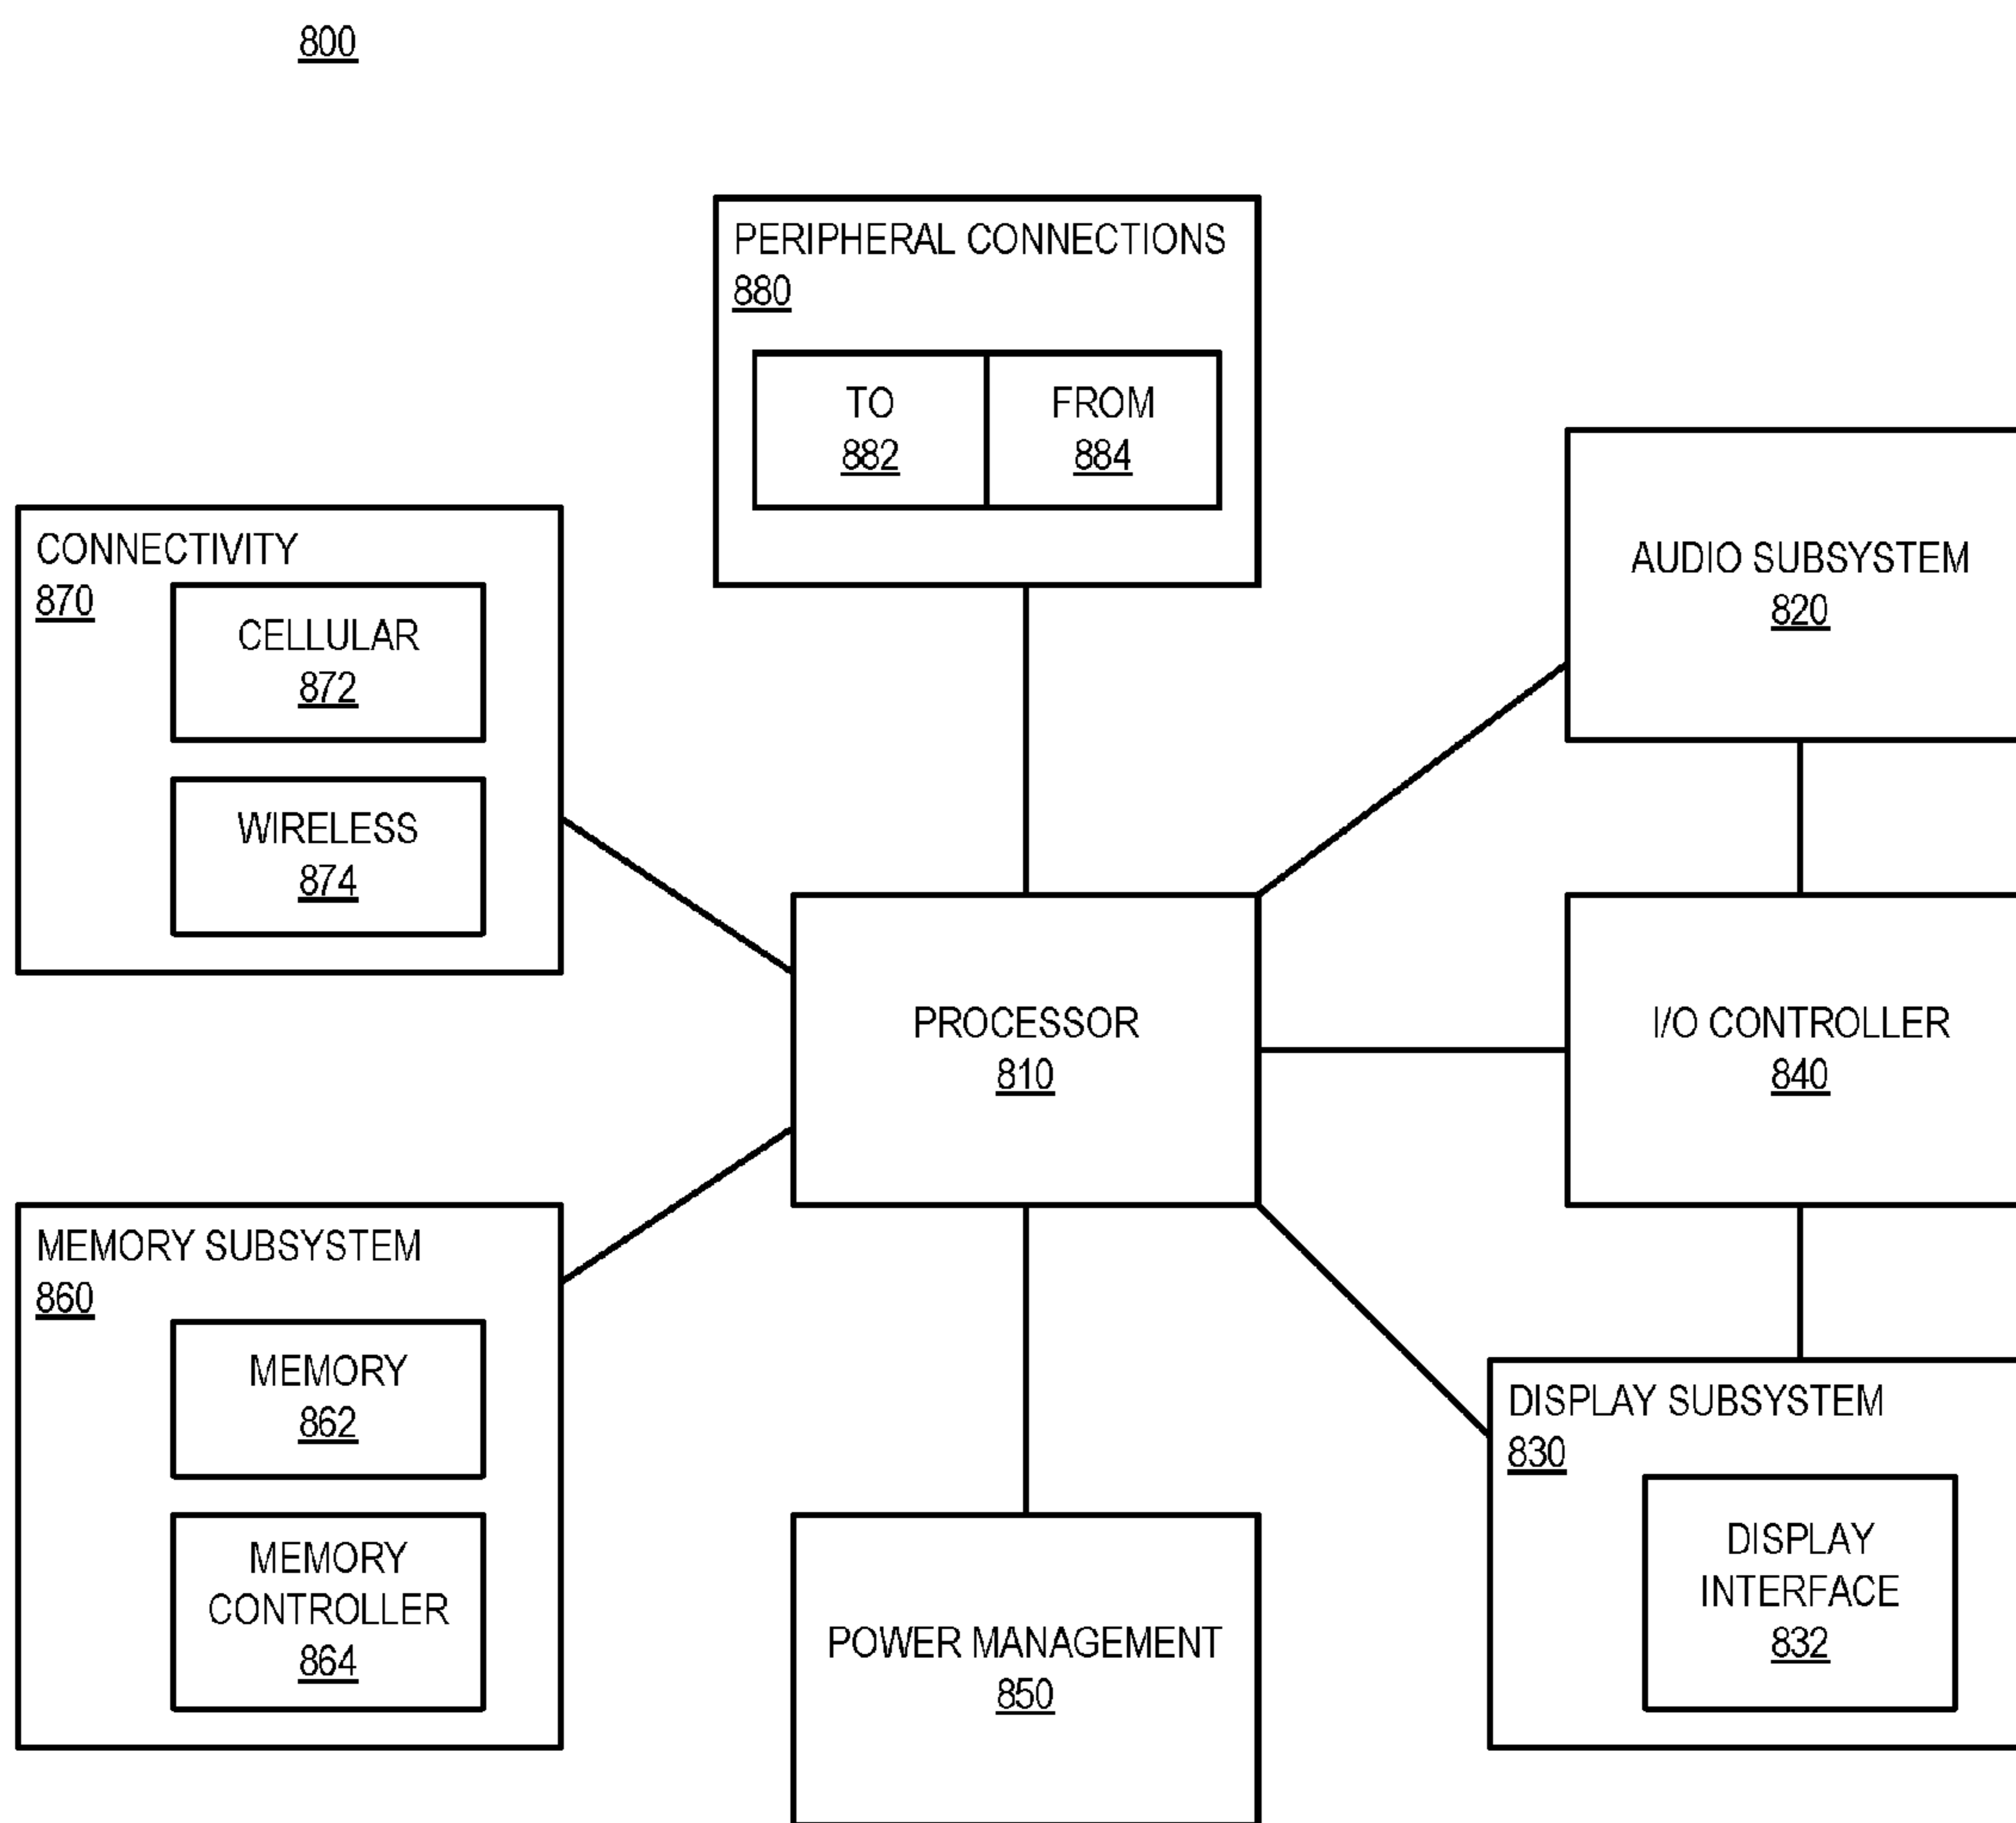 800
PERIPHERAL CONNECTIONS
880
TO
882
FROM
884
CONNECTIVITY
870
CELLULAR
872
WIRELESS
874
AUDIO SUBSYSTEM
820
PROCESSOR
810
I/O CONTROLLER
840
MEMORY SUBSYSTEM
860
MEMORY
862
MEMORY
CONTROLLER
864
POWER MANAGEMENT
850
DISPLAY SUBSYSTEM
830
DISPLAY
INTERFACE
832